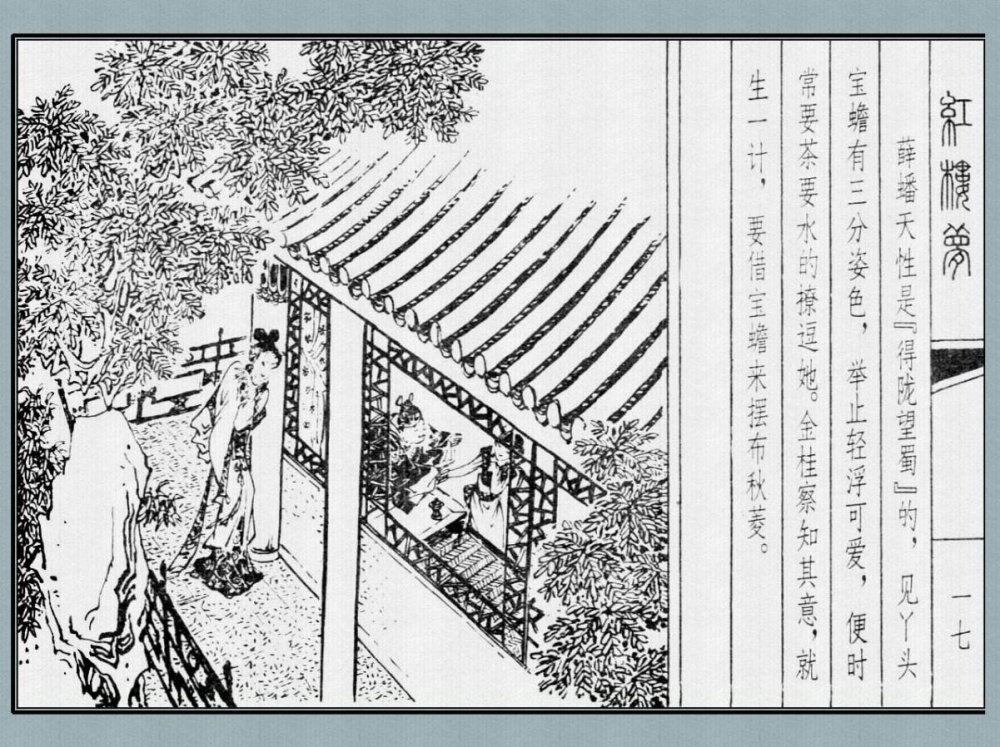 紅樓夢
一七
薛蟠天性是『得陇望蜀』的，见丫头
宝蟾有三分姿色，举止轻浮可爱，便时
常要茶要水的撩逗她。金桂察知其意，就
生一计，要借宝蟾来摆布秋菱。